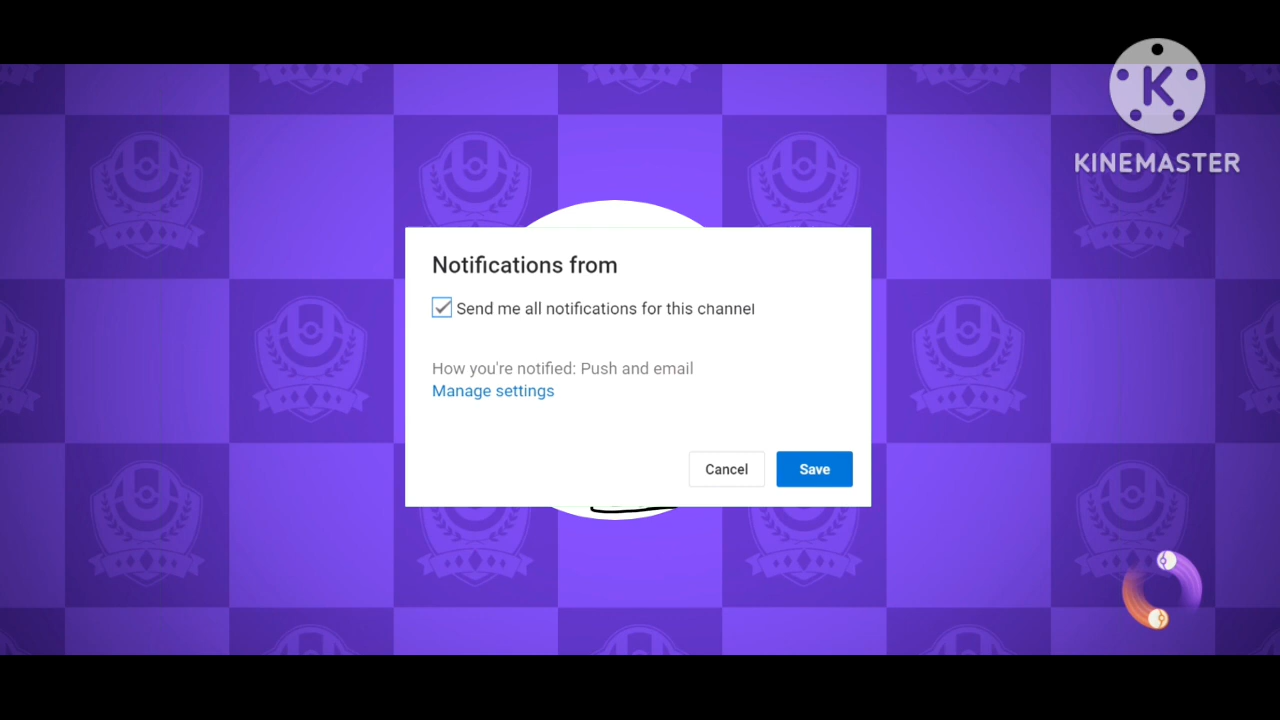 K
KINEMASTER
Notifications from
Send me all notifications for this channel
How you're notified: Push and email
Manage settings
Cancel
Save